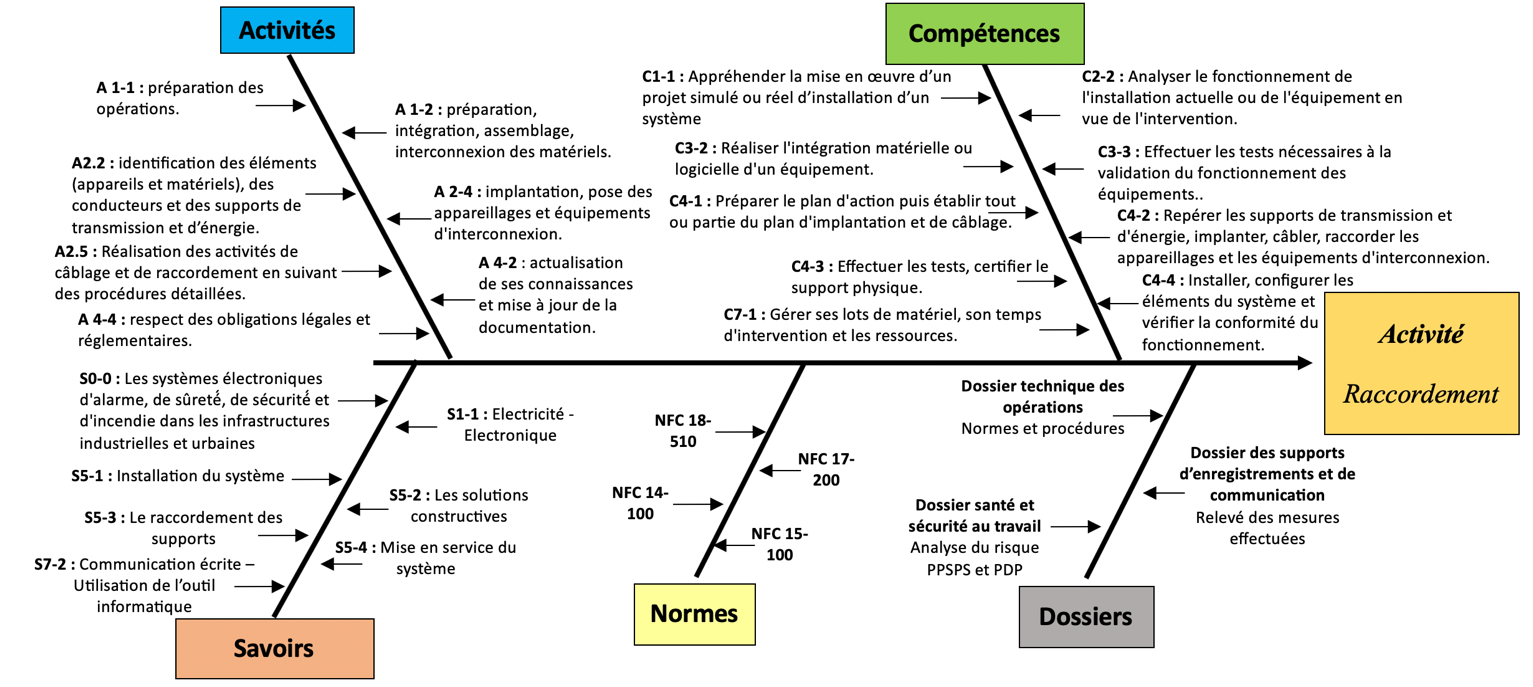 Activités
A 1-1 : préparation des
opérations.
A 1-2 : préparation,
intégration, assemblage,
interconnexion des matériels.
A2.2 : identification des éléments
(appareils et matériels), des
conducteurs et des supports de
transmission et d’énergie.
A 2-4 : implantation, pose des
appareillages et équipements
d'interconnexion.
A2.5 : Réalisation des activités de
câblage et de raccordement en suivant
des procédures détaillées.
A 4-2 : actualisation
de ses connaissances
et mise à jour de la
documentation.
A 4-4 : respect des obligations légales et
réglementaires.
Compétences
C1-1 : Appréhender la mise en œuvre d’un
projet simulé ou réel d’installation d’un
système
C2-2 : Analyser le fonctionnement de
l'installation actuelle ou de l'équipement en
vue de l'intervention.
C3-2 : Réaliser l'intégration matérielle ou
logicielle d'un équipement.
C3-3 : Effectuer les tests nécessaires à la
validation du fonctionnement des
équipements..
C4-1 : Préparer le plan d'action puis établir tout
ou partie du plan d'implantation et de câblage.
C4-2 : Repérer les supports de transmission et
d'énergie, implanter, câbler, raccorder les
appareillages et les équipements d'interconnexion.
C4-3 : Effectuer les tests, certifier le
support physique.
C4-4 : Installer, configurer les
éléments du système et
vérifier la conformité du
fonctionnement.
C7-1 : Gérer ses lots de matériel, son temps
d'intervention et les ressources.
Activité
Raccordement
S0-0 : Les systèmes électroniques
d'alarme, de sûreté, de sécurité et
d'incendie dans les infrastructures
industrielles et urbaines
S1-1 : Electricité -
Electronique
S5-1 : Installation du système
S5-2 : Les solutions
constructives
S5-3 : Le raccordement des
supports
S5-4 : Mise en service du
système
S7-2 : Communication écrite –
Utilisation de l’outil
informatique
Savoirs
NFC 18-
510
NFC 17-
200
NFC 14-
100
NFC 15-
100
Normes
Dossier technique des
opérations
Normes et procédures
Dossier des supports
d’enregistrements et de
communication
Relevé des mesures
effectuées
Dossier santé et
sécurité au travail
Analyse du risque
PPSPS et PDP
Dossiers